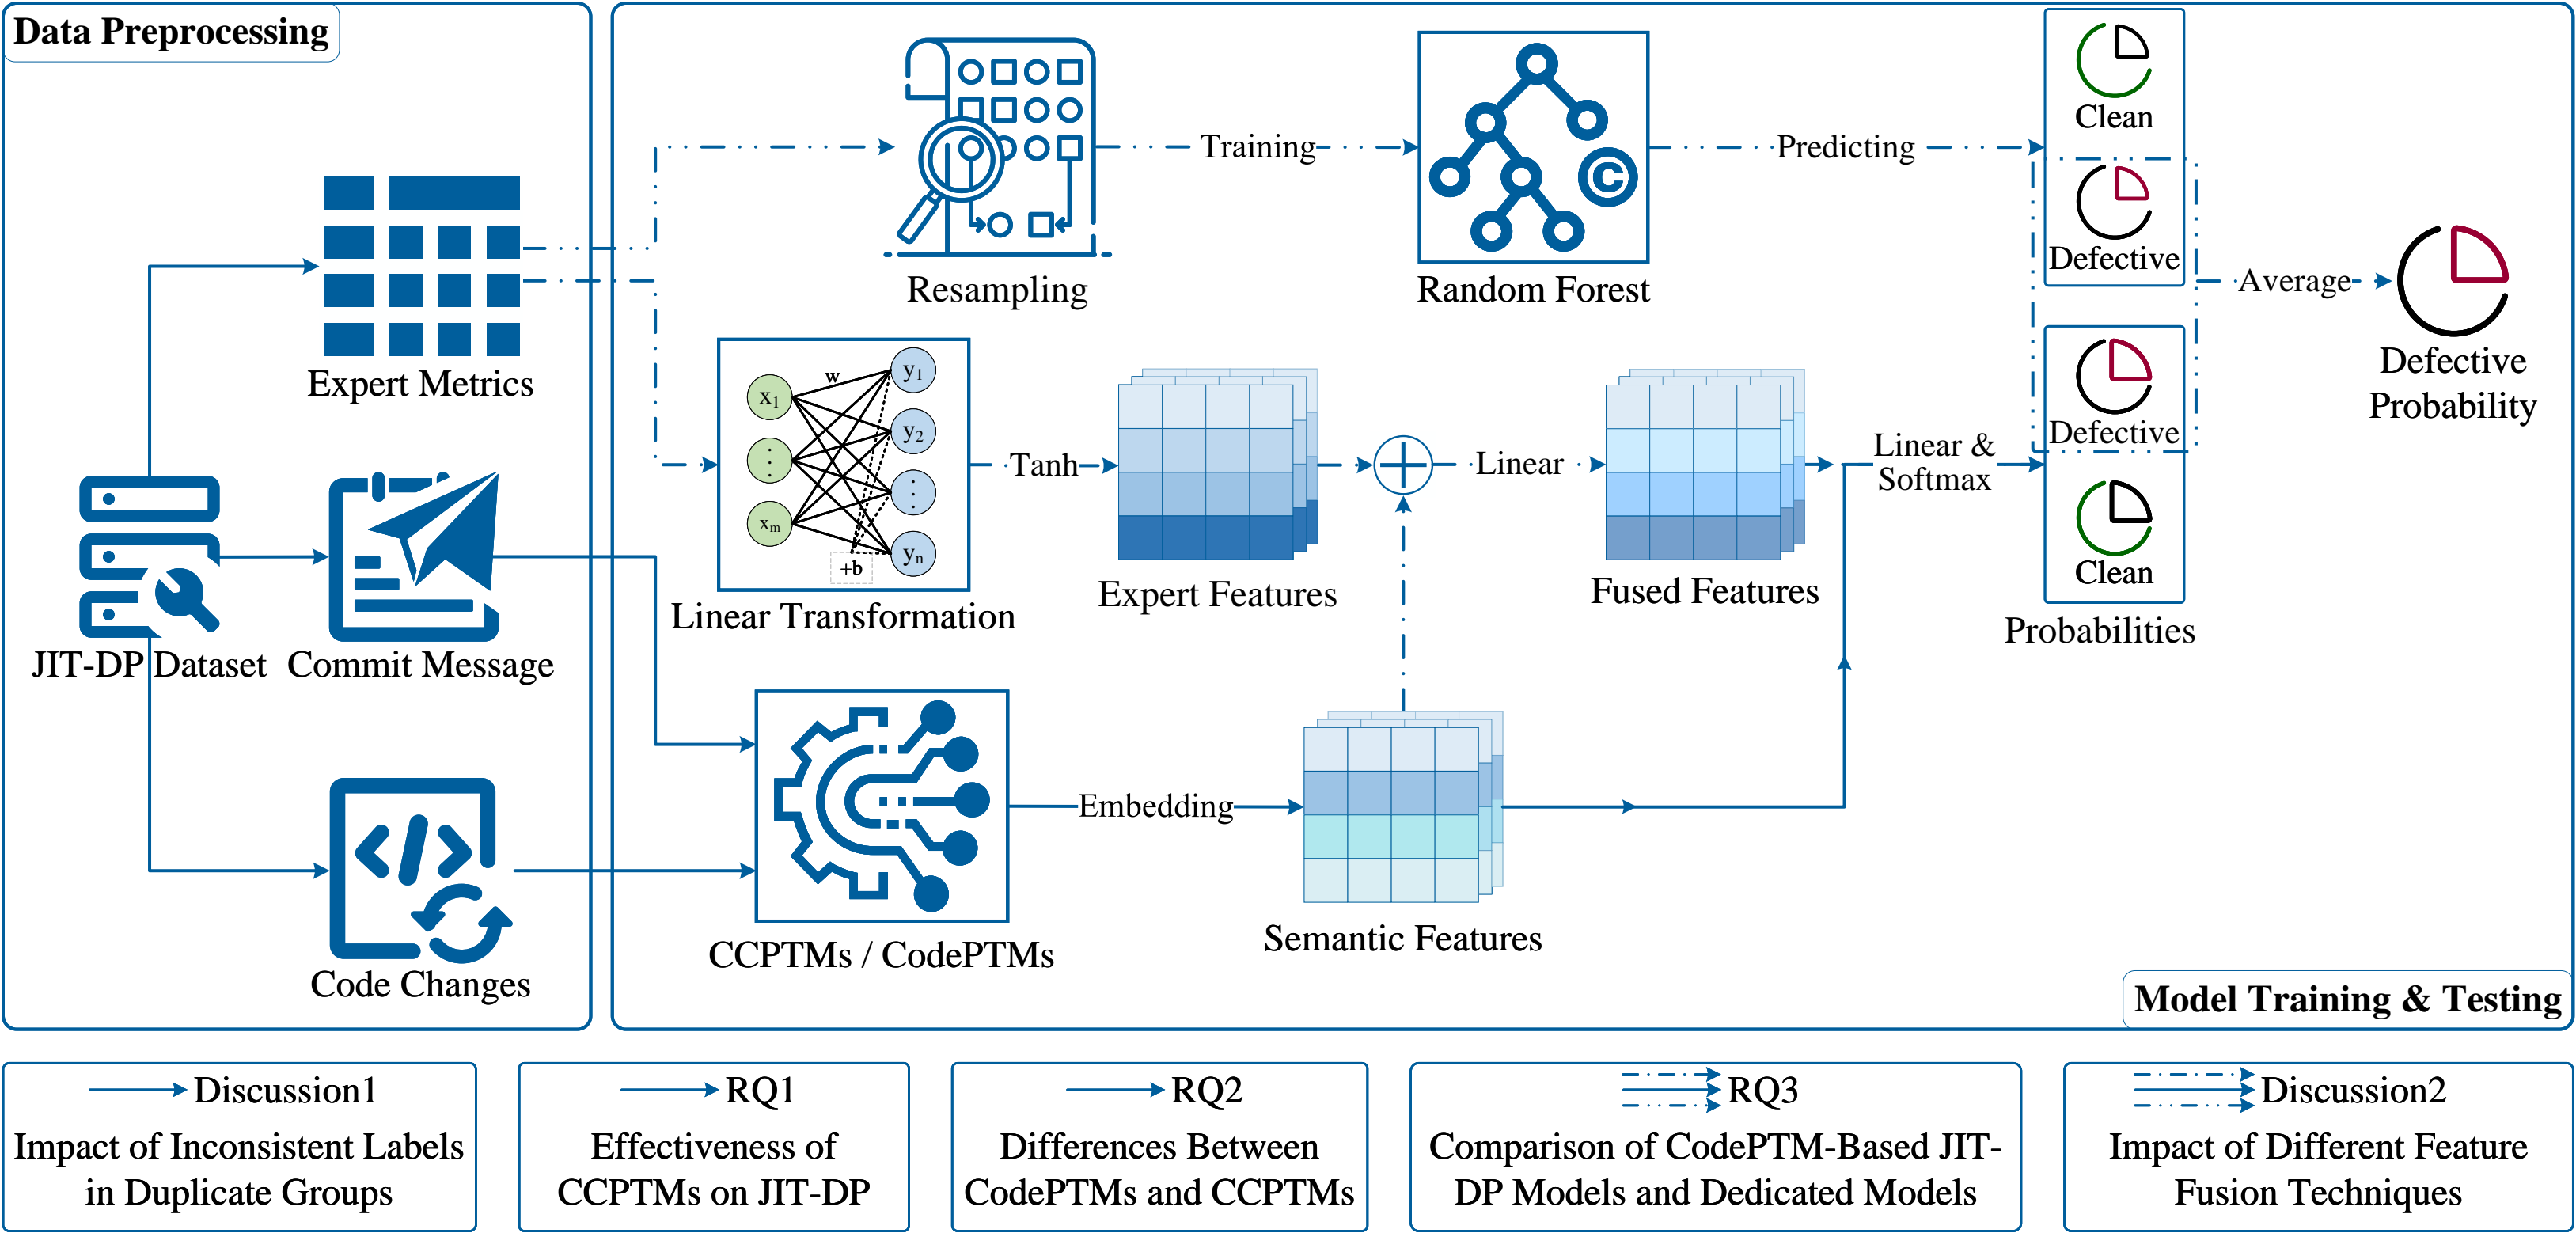 Data Preprocessing
Clean
Training
Predicting
©
Defective
Resampling
Random Forest
Average
Expert Metrics
Defective
Probability
w
x1
y1
y2
xm
yn
+b
Linear Transformation
Tanh
Expert Features
Linear
Fused Features
Linear &
Softmax
Defective
Clean
Probabilities
JIT-DP Dataset
Commit Message
Embedding
Semantic Features
CCPTMs / CodePTMs
Code Changes
</>
Model Training & Testing
Discussion1
Impact of Inconsistent Labels
in Duplicate Groups
RQ1
Effectiveness of
CCPTMs on JIT-DP
RQ2
Differences Between
CodePTMs and CCPTMs
RQ3
Comparison of CodePTM-Based JIT-
DP Models and Dedicated Models
Discussion2
Impact of Different Feature
Fusion Techniques